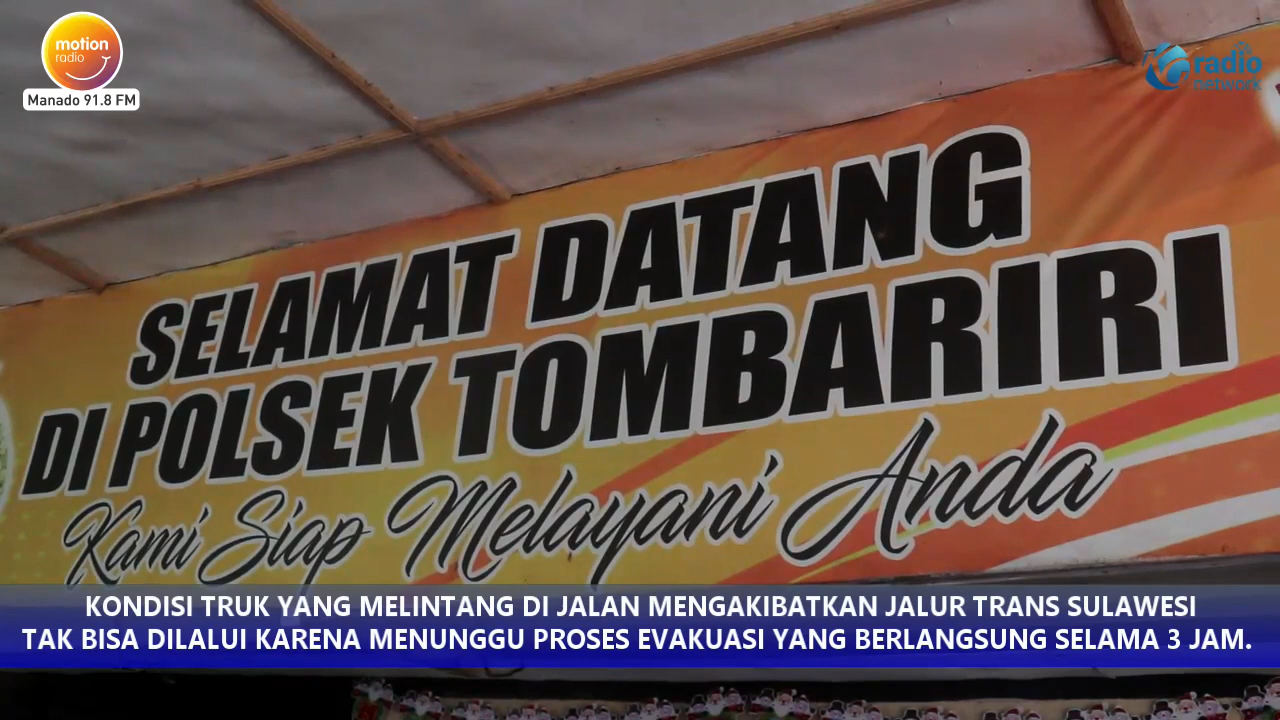 motion
radio
Manado 91.8 FM
radio
network
SELAMAT DATANG
DI POLSEK TOMBARIRI
Kami Siap Melayani Anda
KONDISI TRUK YANG MELINTANG DI JALAN MENGAKIBATKAN JALUR TRANS SULAWESI
TAK BISA DILALUI KARENA MENUNGGU PROSES EVAKUASI YANG BERLANGSUNG SELAMA 3 JAM.